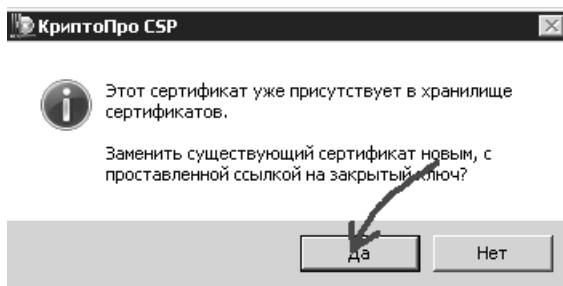 КриптоПро CSP
Этот сертификат уже присутствует в хранилище
сертификатов.
Заменить существующий сертификат новым, с
проставленной ссылкой на закрытый ключ?
Да
Нет